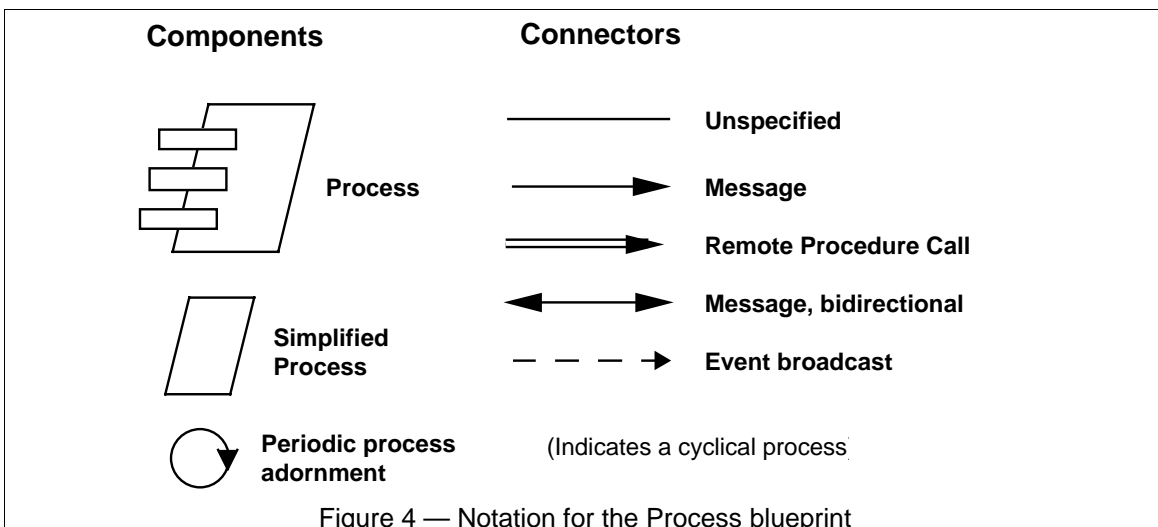 Components
Connectors
Unspecified
Process
Message
Remote Procedure Call
Message, bidirectional
Simplified
Process
Event broadcast
Periodic process
adornment
(Indicates a cyclical process)
Figure 4 — Notation for the Process blueprint